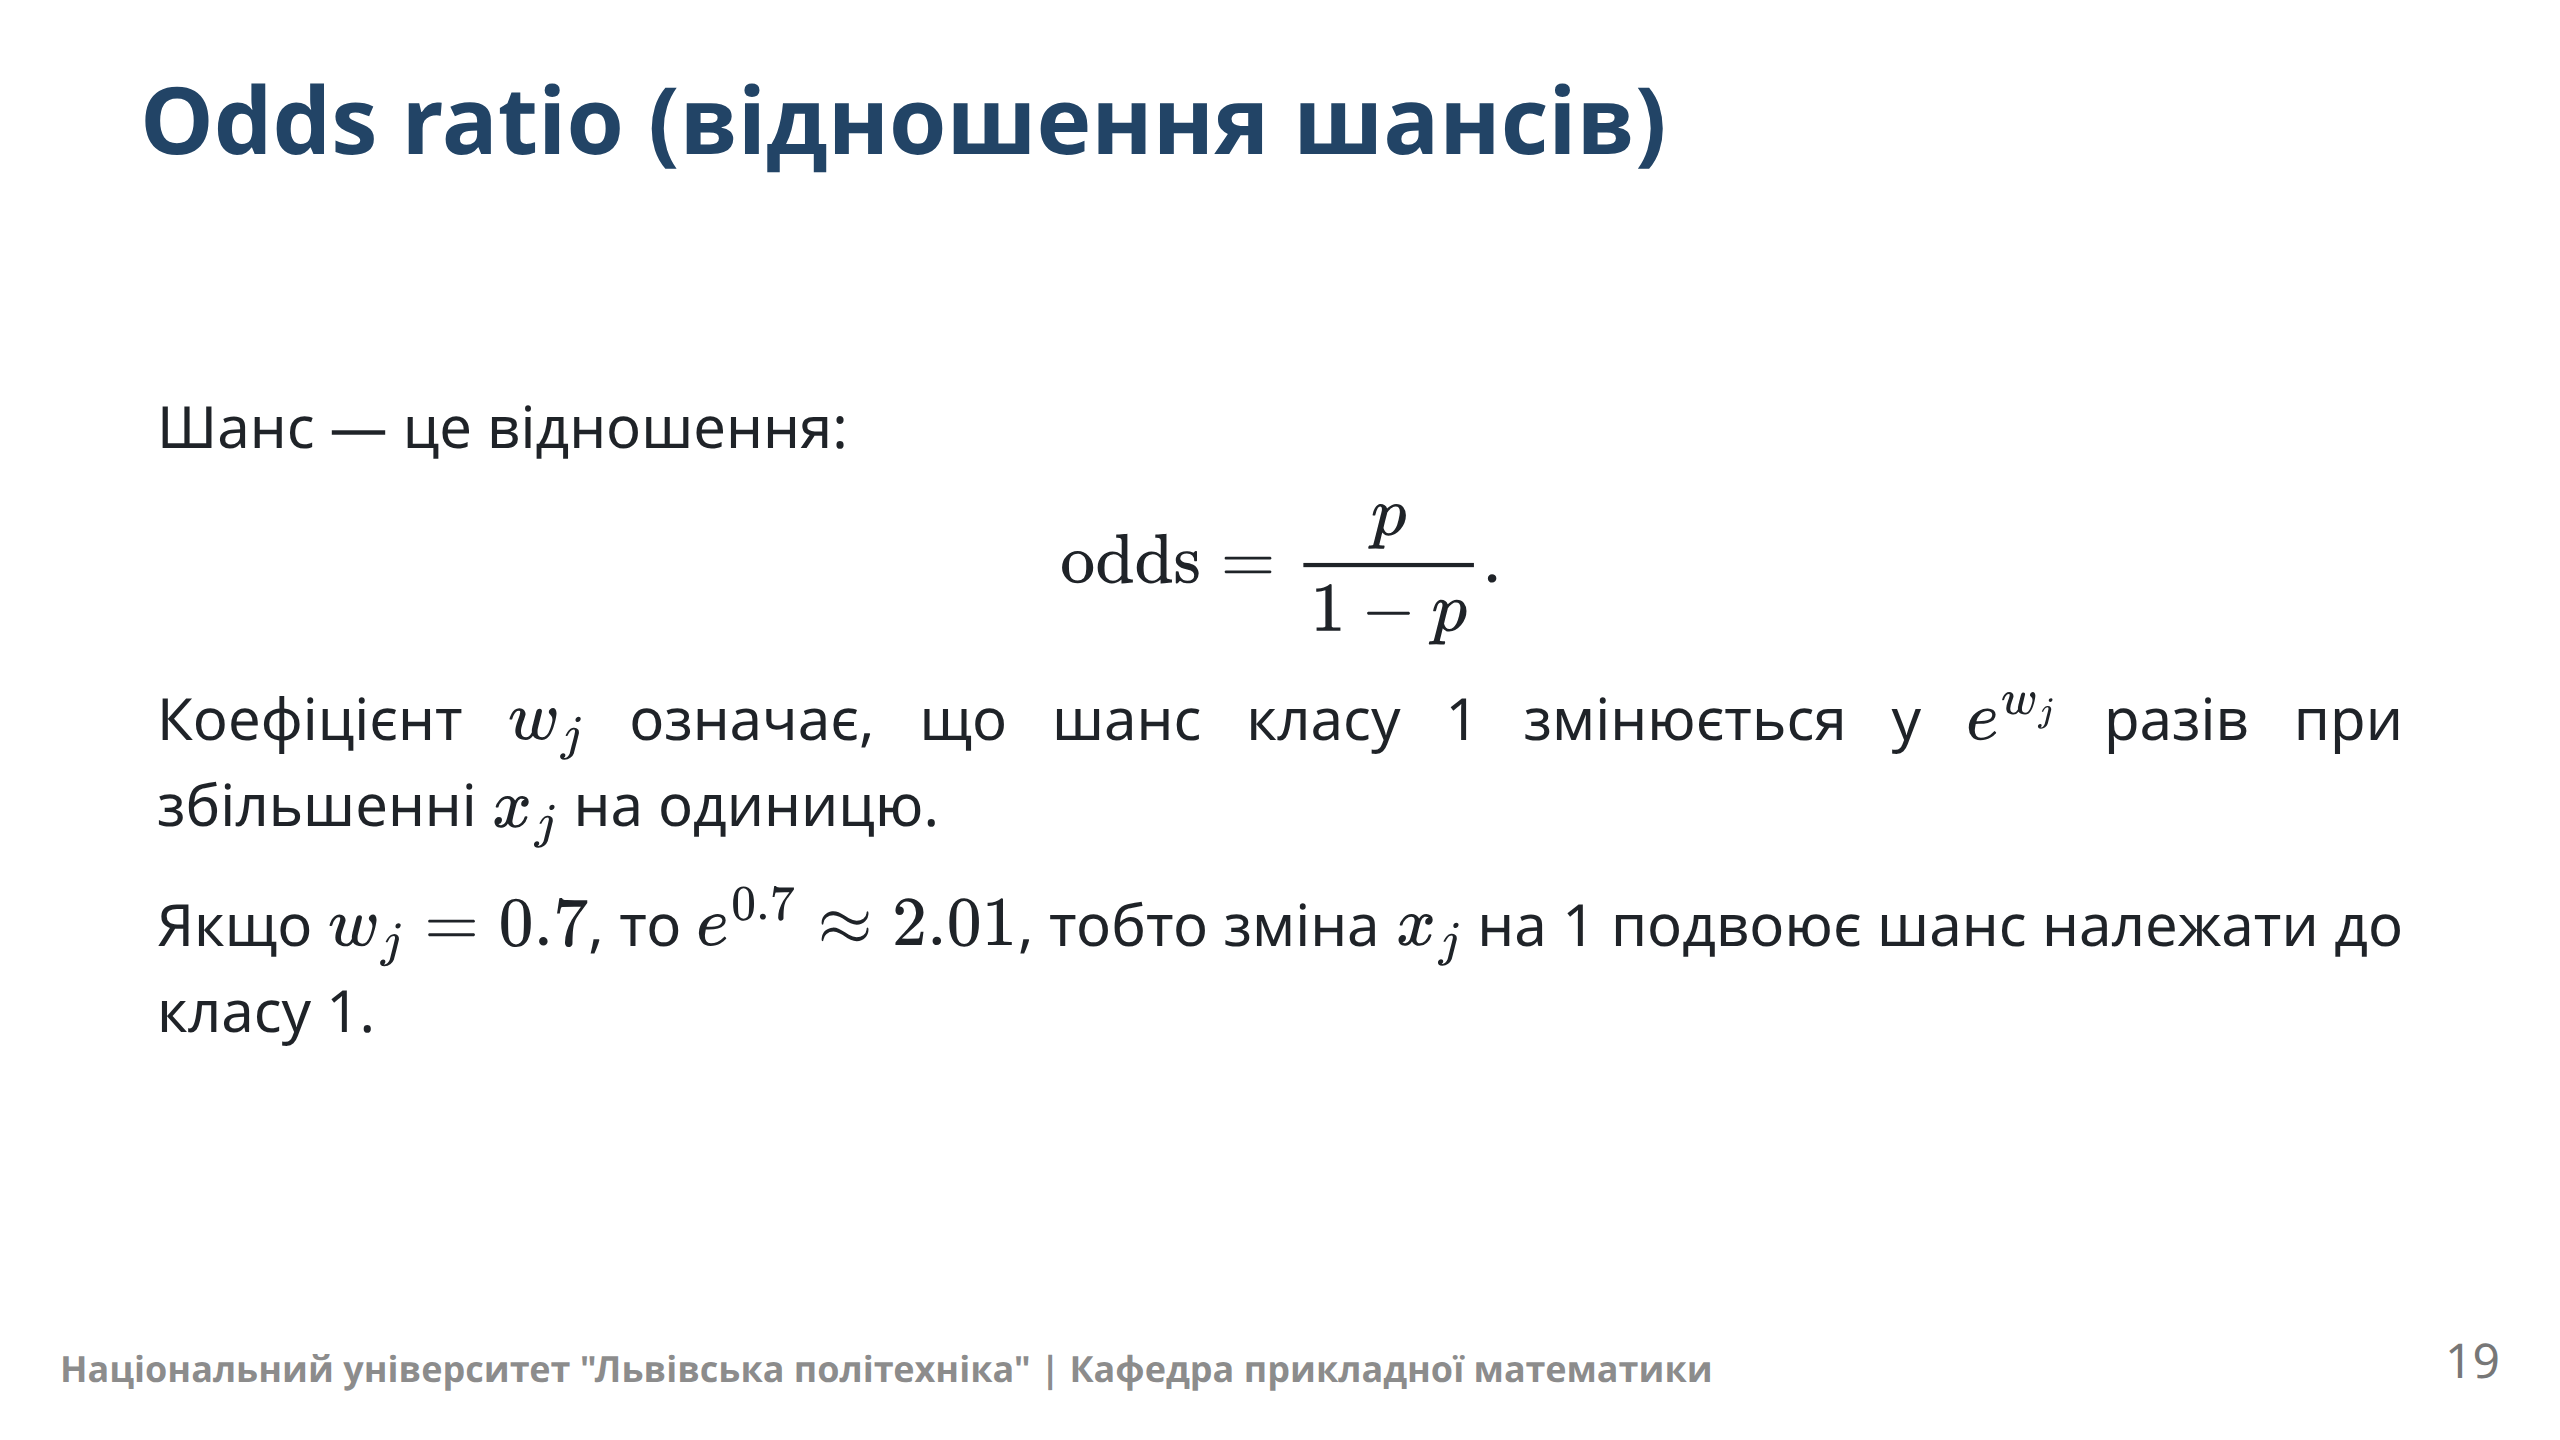 Odds ratio (відношення шансів)
Шанс — це відношення:
odds = \frac{p}{1 - p}.
Коефіцієнт w_j означає, що шанс класу 1 змінюється у e^{w_j} разів при
збільшенні x_j на одиницю.
Якщо w_j = 0.7, то e^{0.7} ≈ 2.01, тобто зміна x_j на 1 подвоює шанс належати до
класу 1.
Національний університет "Львівська політехніка" | Кафедра прикладної математики
19